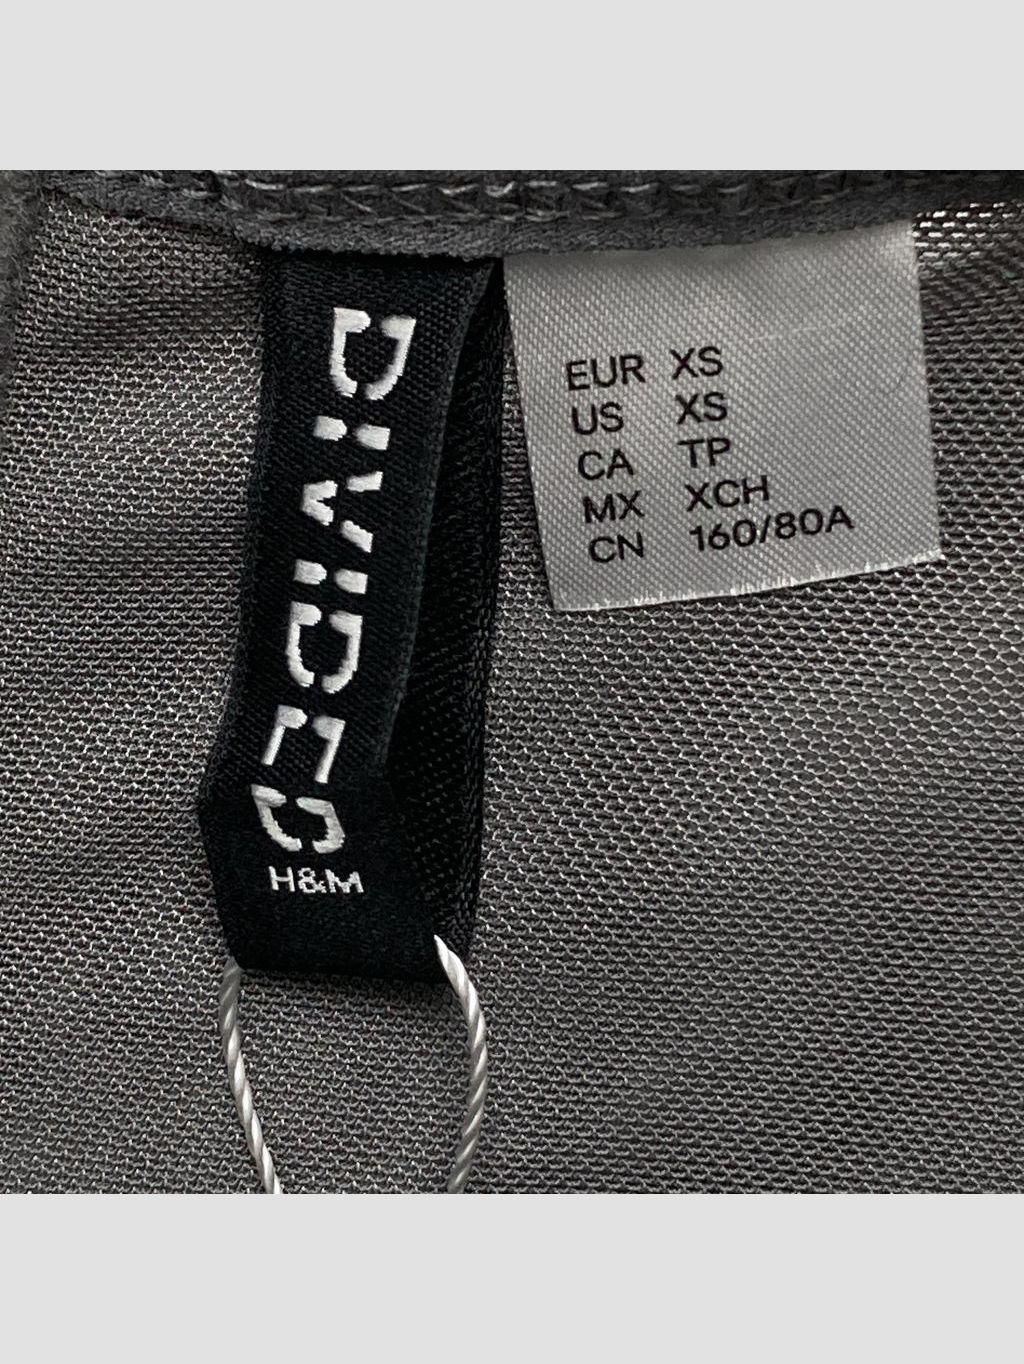 DIVIDED
H&M
EUR XS
US XS
CA TP
MX XCH
CN 160/80A